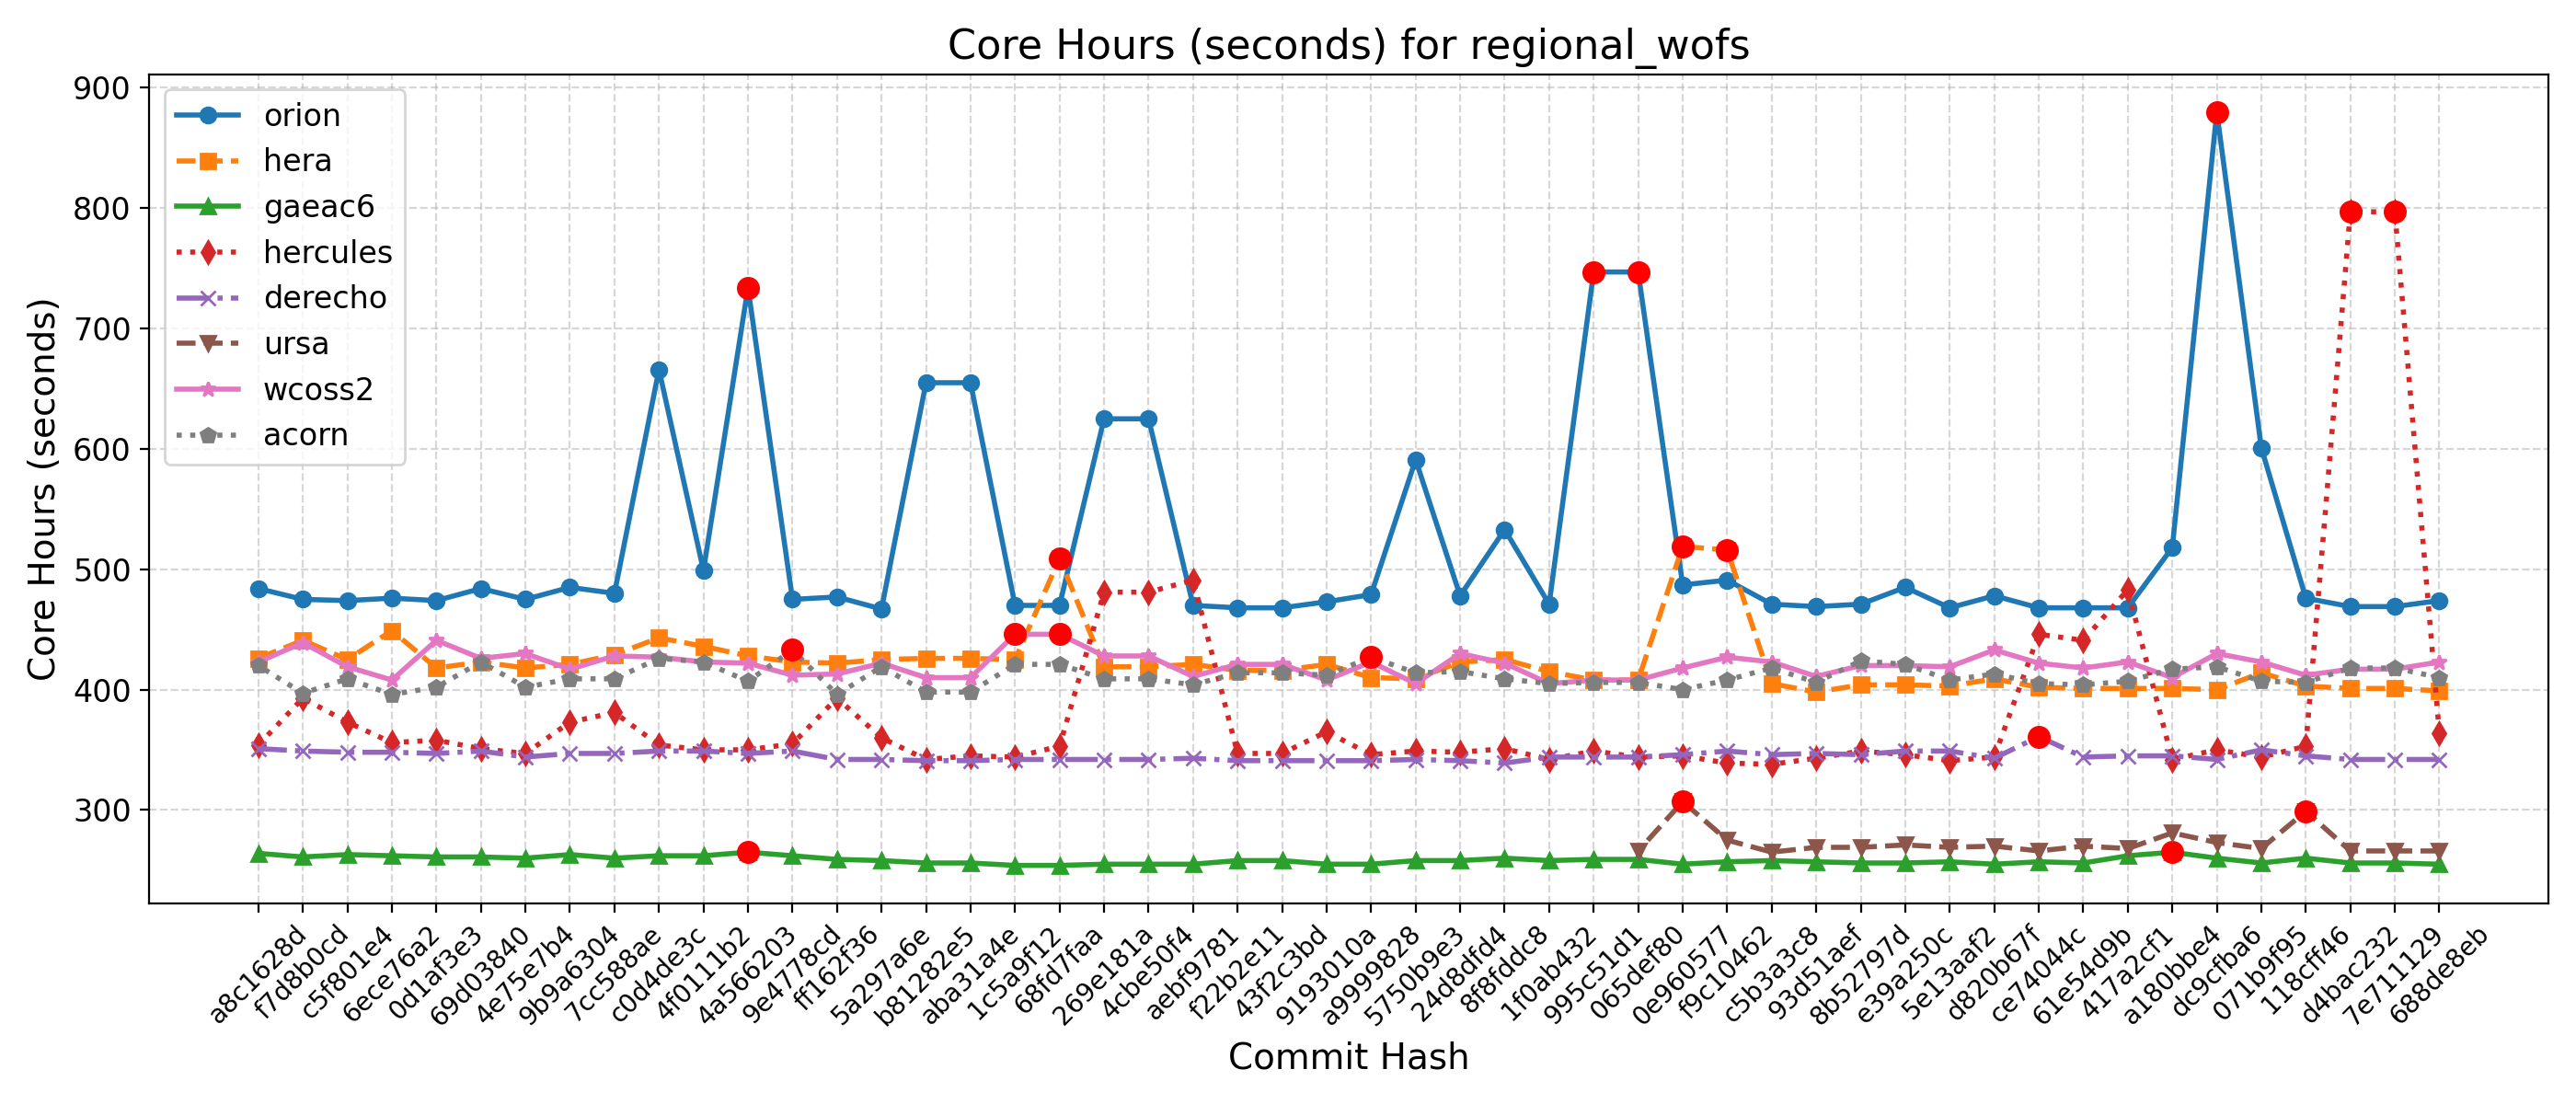 Core Hours (seconds) for regional_wofs
Core Hours (seconds)
900
800
700
600
500
400
300
orion
hera
gaeac6
hercules
derecho
ursa
wcoss2
acorn
a8c1628d
f7d8b0cd
c5f801e4
6ece76a2
0d1af3e3
69d03840
4e75e7b4
9b9a6304
7cc588ae
c0d4de3c
4f0111b2
4a566203
9e4778cd
ff162f36
5a297a6e
b81282e5
aba31a4e
1c5a9f12
68fd7faa
269e181a
4cbe50f4
aebf9781
f22b2e11
43f2c3bd
9193010a
a9999828
5750b9e3
24d8dfd4
8f8fddc8
1f0ab432
995c51d1
065def80
0e960577
f9c10462
c5b3a3c8
93d51aef
8b52797d
e39a250c
5e13aaf2
d820b67f
ce74044c
61e54d9b
417a2cf1
a180bbe4
dc9cfba6
071b9f95
118cff46
d4bac232
7e711129
688de8eb
Commit Hash